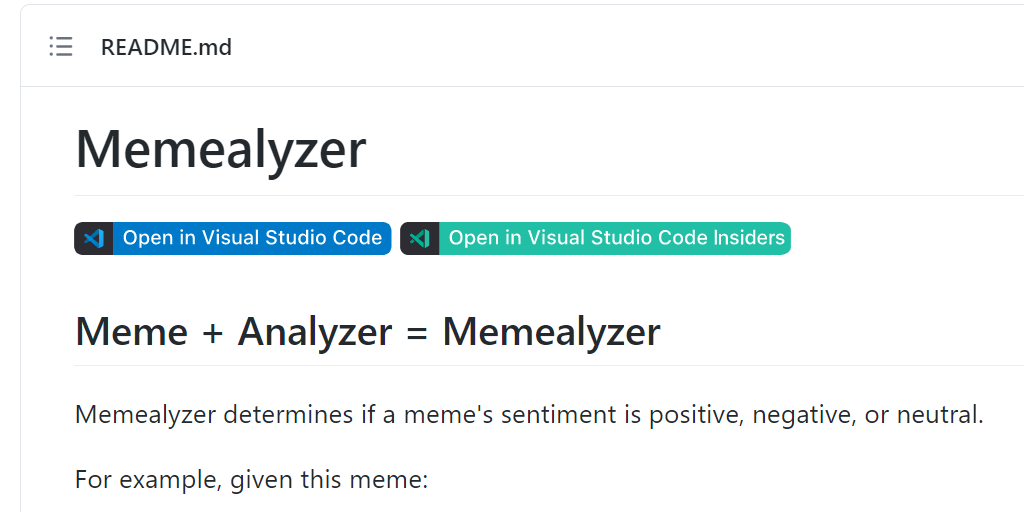 README.md
Memealyzer
Open in Visual Studio Code Open in Visual Studio Code Insiders
Meme + Analyzer = Memealyzer
Memealyzer determines if a meme's sentiment is positive, negative, or neutral.
For example, given this meme: